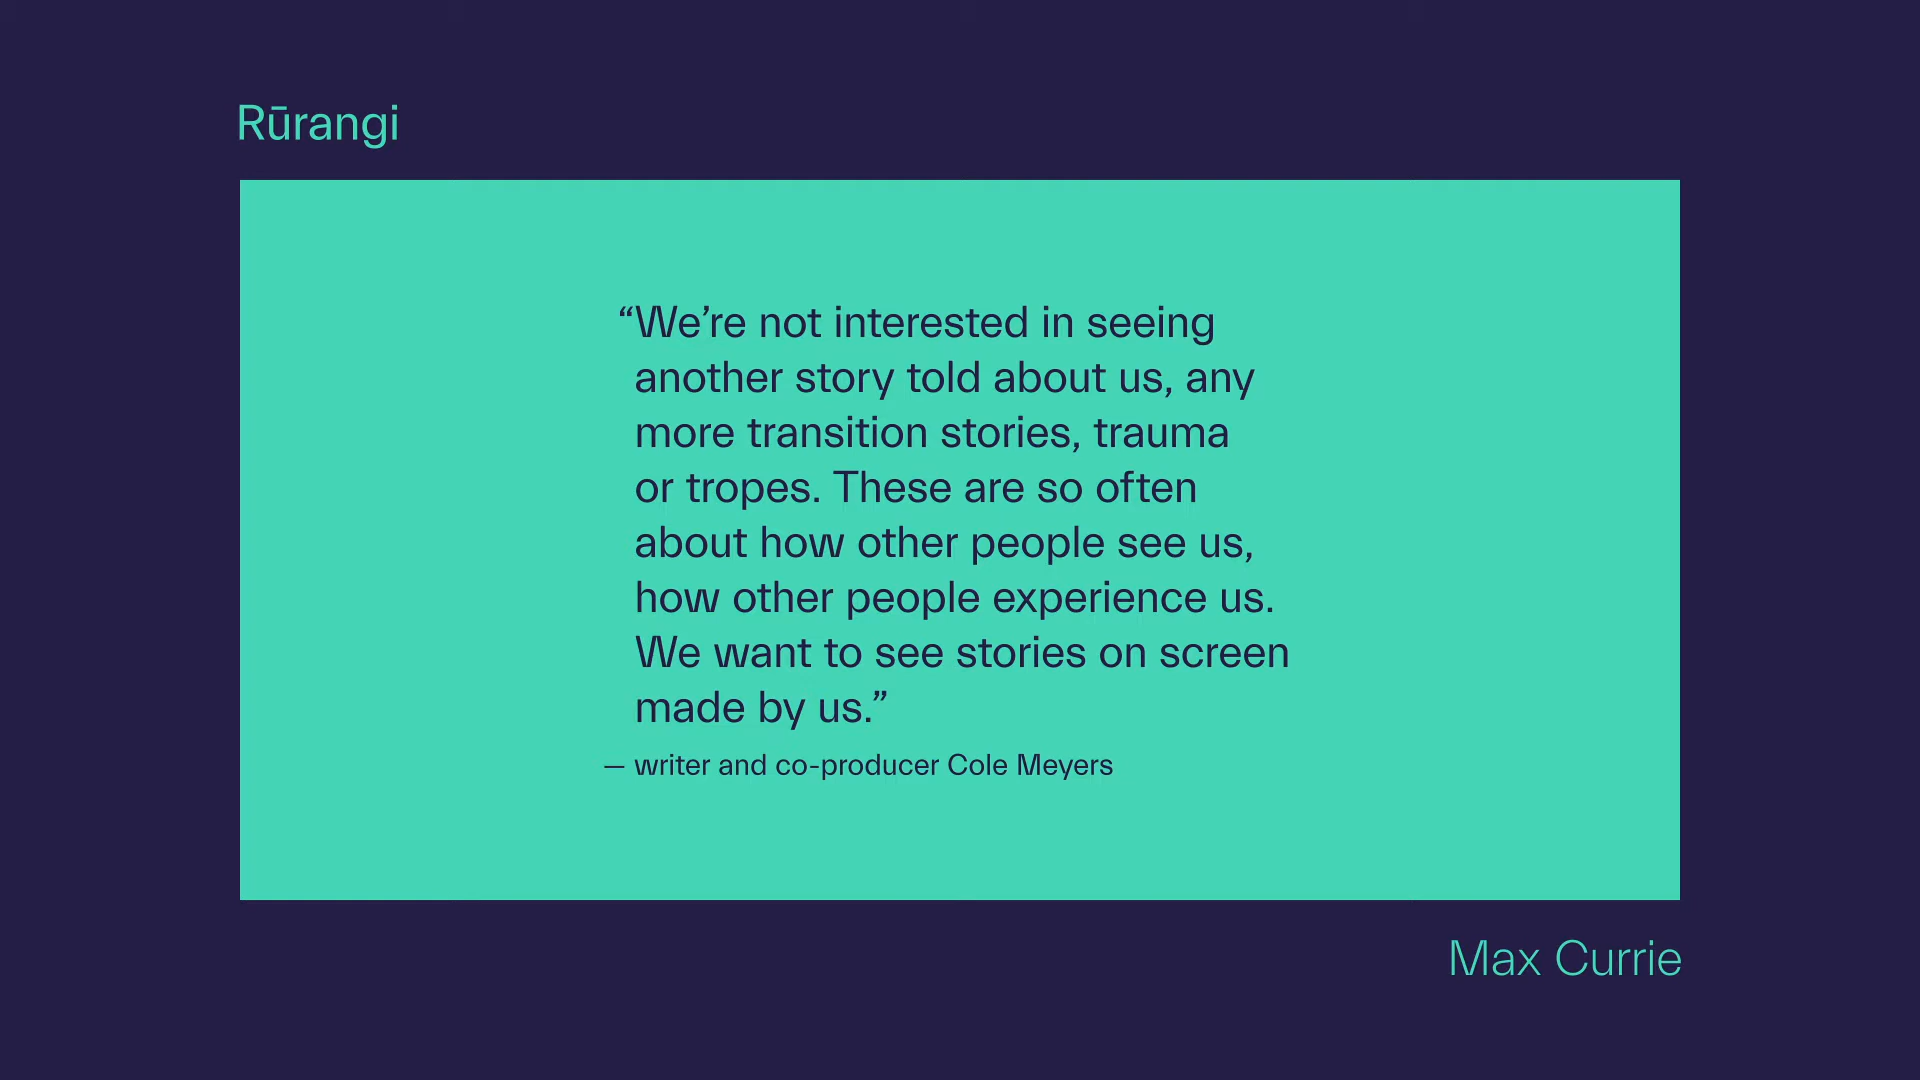 Rūrangi
“We’re not interested in seeing
another story told about us, any
more transition stories, trauma
or tropes. These are so often
about how other people see us,
how other people experience us.
We want to see stories on screen
made by us.”
— writer and co-producer Cole Meyers
Max Currie